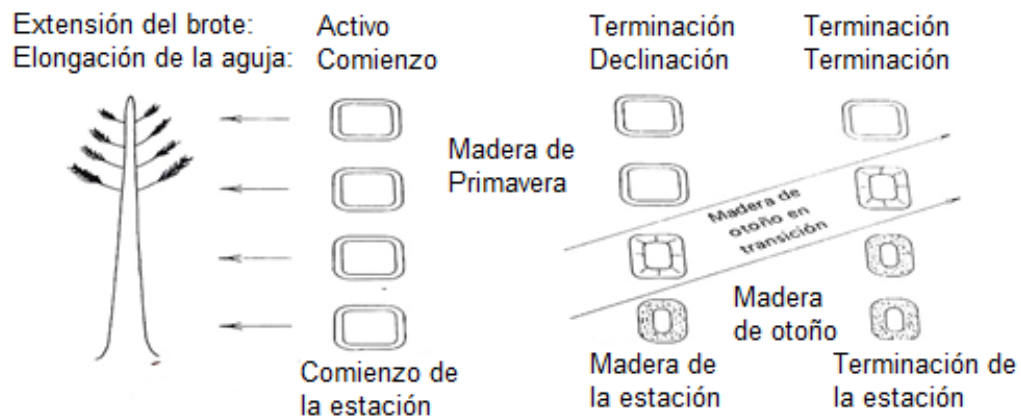 Extensión del brote: Activo Terminación Terminación
Elongación de la aguja: Comienzo Declinación Terminación
Madera de
Primavera
Madera de
otoño en
transición
Madera
de otoño
Comienzo de
la estación
Madera de
la estación
Terminación de
la estación